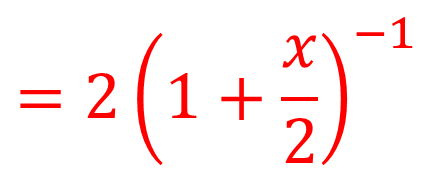 = 2 (1 + x/2)^{-1}